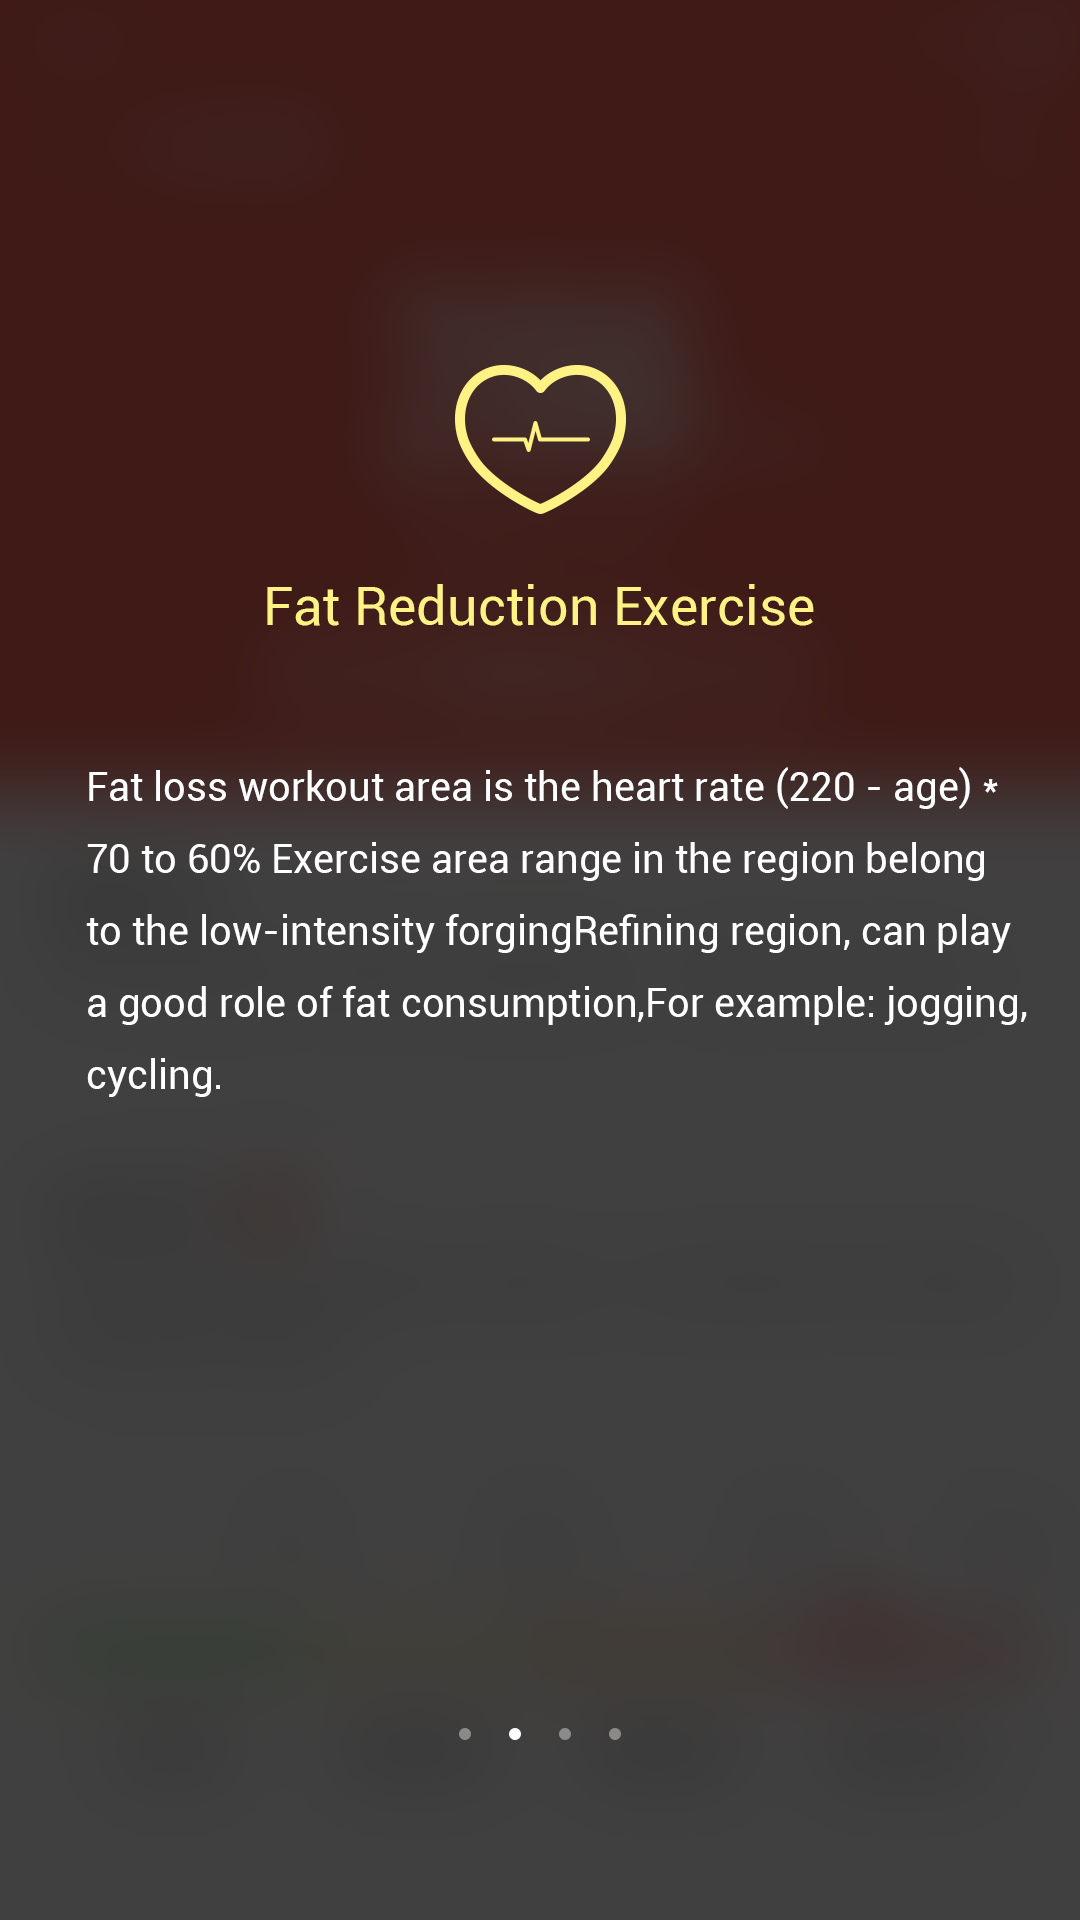 Fat Reduction Exercise
Fat loss workout area is the heart rate (220 - age) *
70 to 60% Exercise area range in the region belong
to the low-intensity forgingRefining region, can play
a good role of fat consumption,For example: jogging,
cycling.